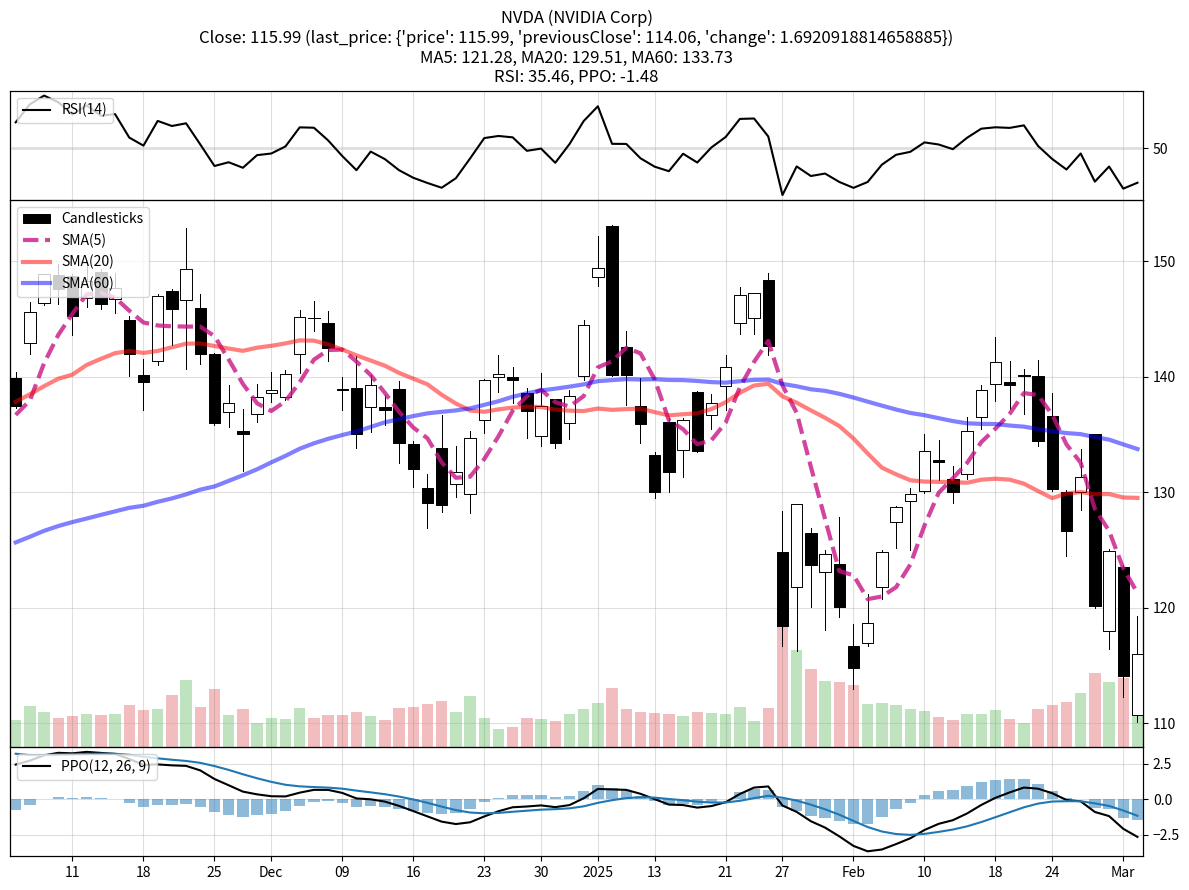 NVDA (NVIDIA Corp)
Close: 115.99 (last_price: {'price': 115.99, 'previousClose': 114.06, 'change': 1.6920918814658885})
MA5: 121.28, MA20: 129.51, MA60: 133.73
RSI: 35.46, PPO: -1.48
RSI(14)
50
Candlesticks
SMA(5)
SMA(20)
SMA(60)
150
140
130
120
110
PPO(12, 26, 9)
2.5
0.0
−2.5
11 18 25 Dec 09 16 23 30 2025 13 21 27 Feb 10 18 24 Mar